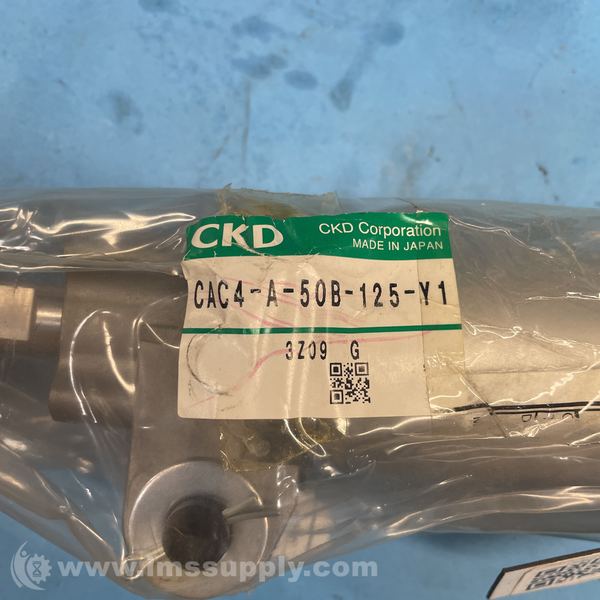 CKD
CKD Corporation
MADE IN JAPAN
CAC4-A-50B-125-Y1
3Z09 G
www.imssupply.com